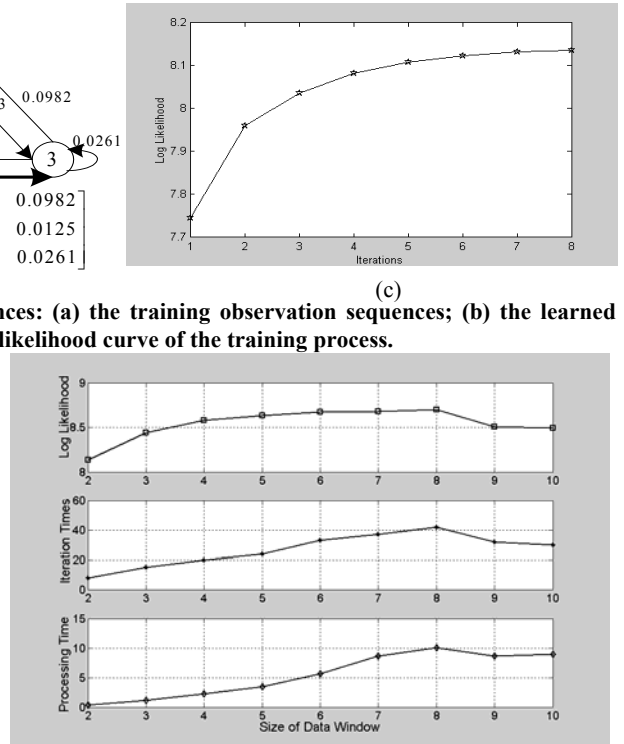 3
0.0982
0.0261
3
0.0982
0.0125
0.0261
8.2
8.1
8
7.9
7.8
7.7
Log Likelihood
1 2 3 4 5 6 7 8
Iterations
(c)
nces: (a) the training observation sequences; (b) the learned
likelihood curve of the training process.
9
8.5
8
Log Likelihood
2 3 4 5 6 7 8 9 10
60
40
20
0
Iteration Times
2 3 4 5 6 7 8 9 10
15
10
5
0
Processing Time
2 3 4 5 6 7 8 9 10
Size of Data Window